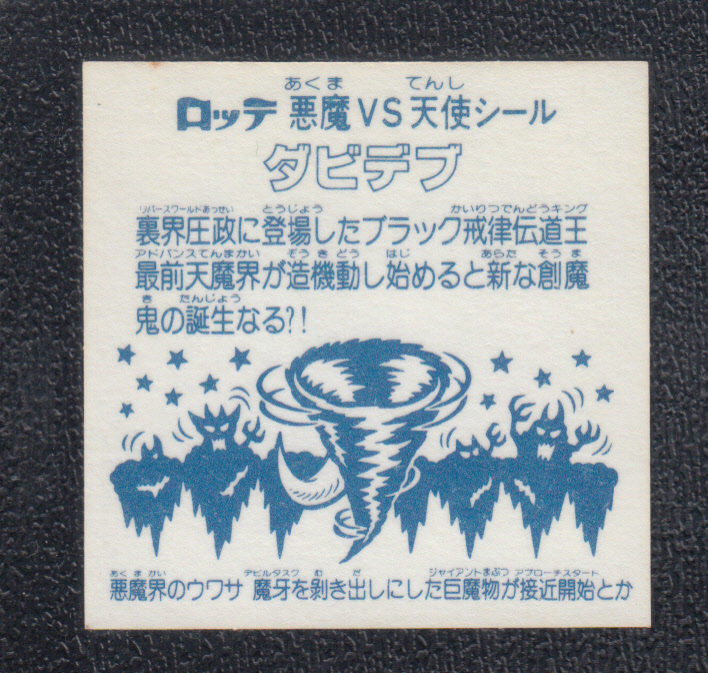 あくま てんし
ロッテ 悪魔VS天使シール
ダビデブ
リバースワールドあっせい とうじょう かいりつでんどうキング
裏界圧政に登場したブラック戒律伝道王
アドバンスてんまかい ぞうきどう はじ あらた そうま
最前天魔界が造機動し始めると新な創魔
き たんじょう
鬼の誕生なる?!
あくまかい デビルタスク む だ ジャイアントまぶつ アプローチスタート
悪魔界のウワサ 魔牙を剥き出しにした巨魔物が接近開始とか